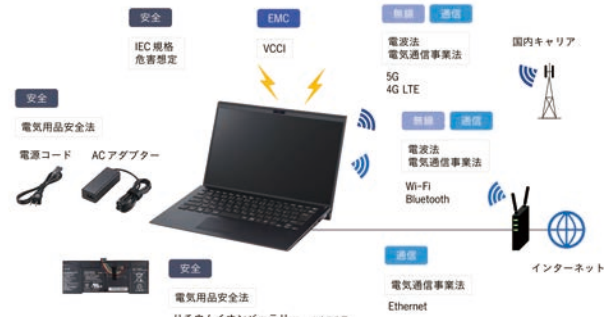 安全
IEC 規格
危害想定
EMC
VCCI
無線 通信
電波法
電気通信事業法
5G
4G LTE
国内キャリア
安全
電気用品安全法
電源コード ACアダプター
無線 通信
電波法
電気通信事業法
Wi-Fi
Bluetooth
インターネット
安全
電気用品安全法
通信
電気通信事業法
Ethernet